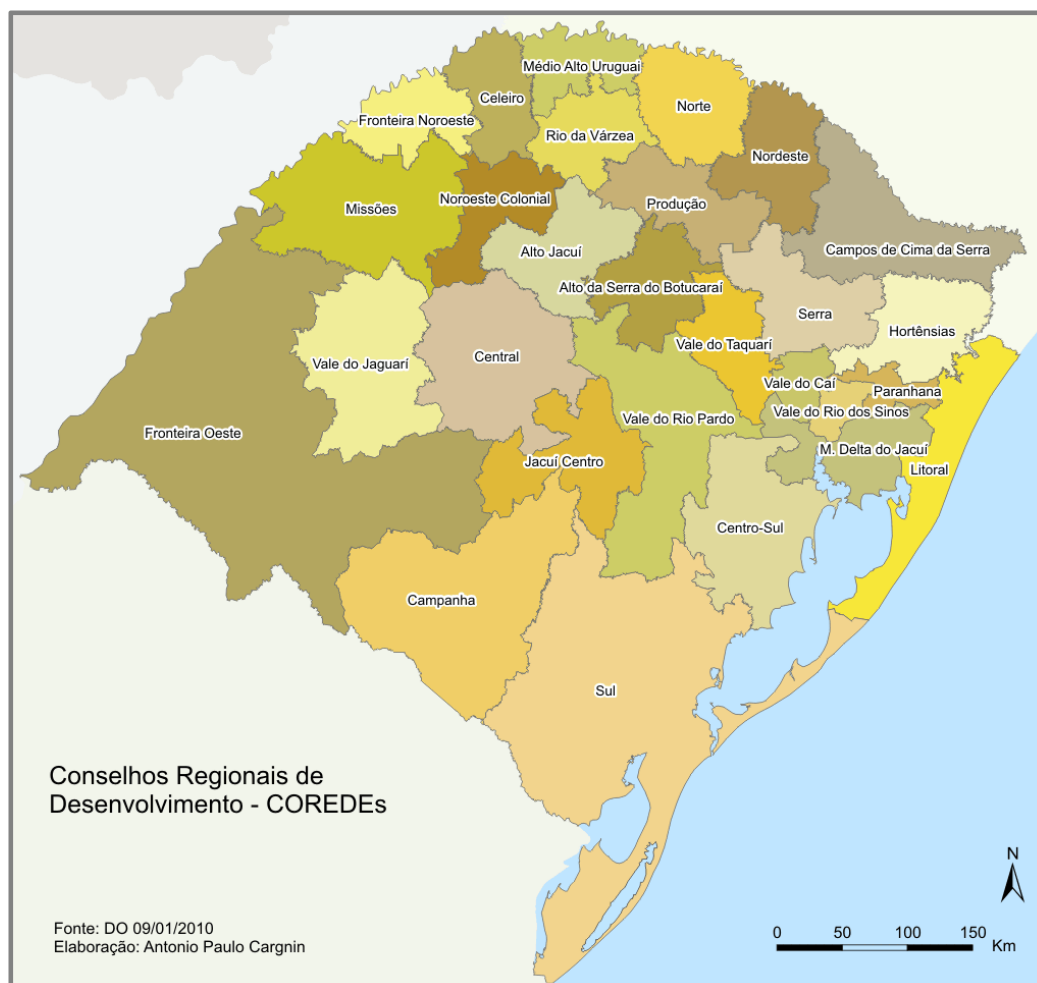 Médio Alto Uruguai
Celeiro
Norte
Fronteira Noroeste
Rio da Várzea
Nordeste
Noroeste Colonial
Produção
Missões
Alto Jacuí
Campos de Cima da Serra
Alto da Serra do Botucaraí
Serra
Hortênsias
Vale do Taquarí
Central
Vale do Jaguarí
Vale do Caí
Paranhana
Vale do Rio dos Sinos
Vale do Rio Pardo
Fronteira Oeste
M. Delta do Jacuí
Jacuí Centro
Litoral
Centro-Sul
Campanha
Sul
Conselhos Regionais de
Desenvolvimento - COREDEs
N
Fonte: DO 09/01/2010
Elaboração: Antonio Paulo Cargnin
0 50 100 150
Km